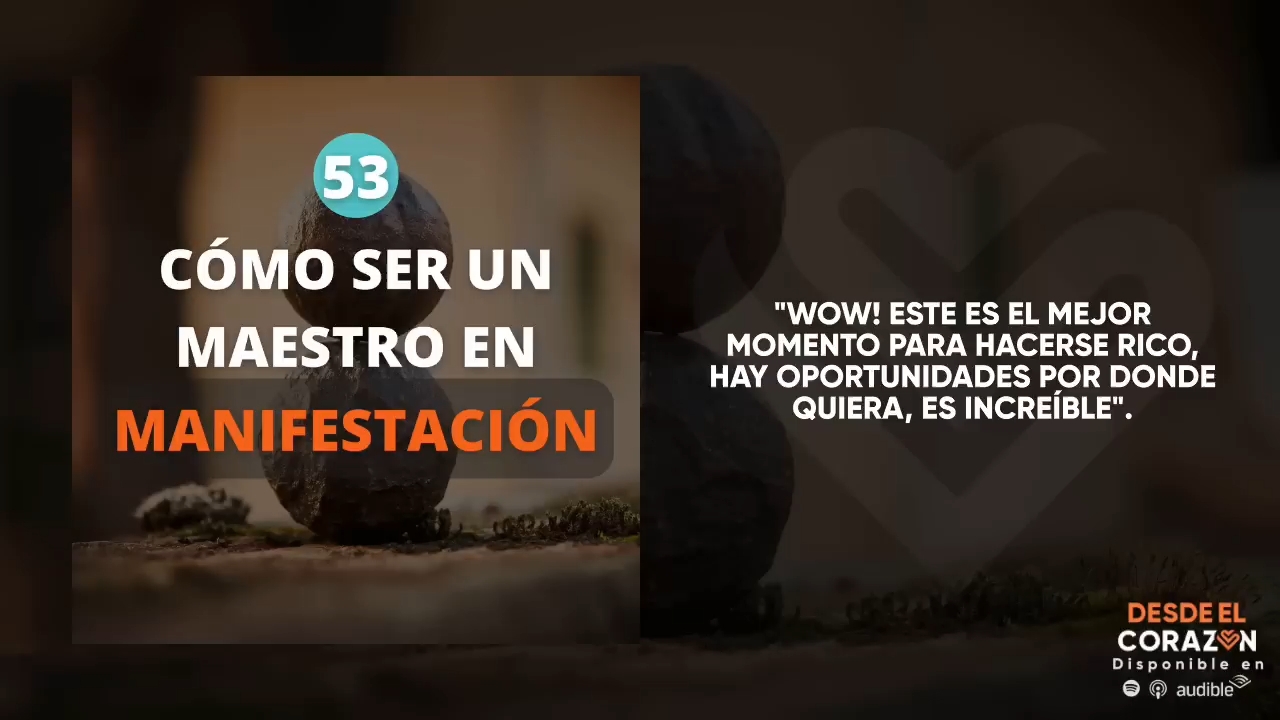 53
CÓMO SER UN
MAESTRO EN
MANIFESTACIÓN
"WOW! ESTE ES EL MEJOR
MOMENTO PARA HACERSE RICO,
HAY OPORTUNIDADES POR DONDE
QUIERA, ES INCREÍBLE".
DESDE EL
CORAZÓN
Disponible en
audible